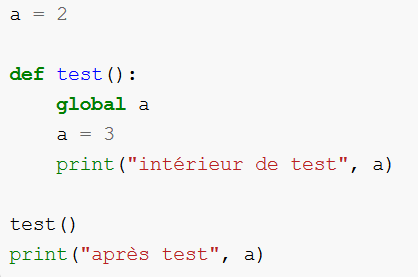 a = 2
def test():
    global a
    a = 3
    print("intérieur de test", a)
test()
print("après test", a)